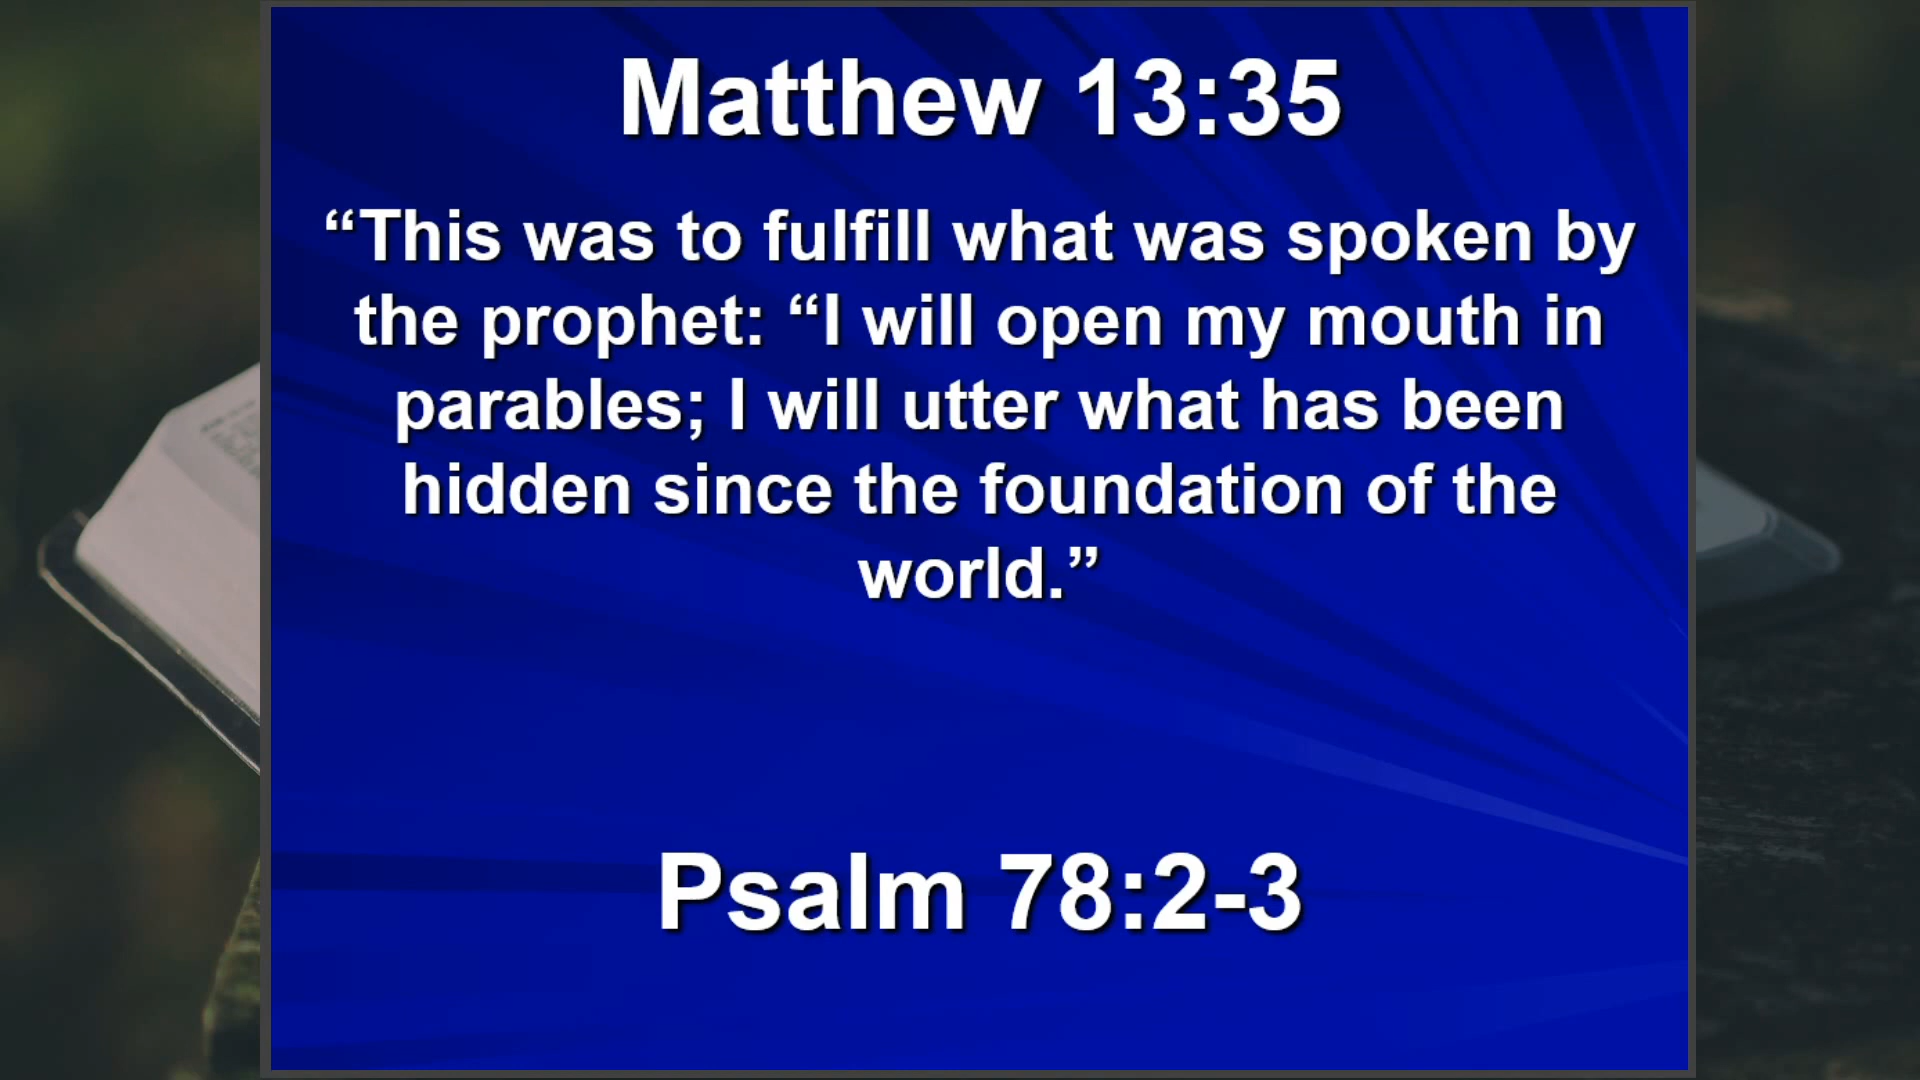 Matthew 13:35
“This was to fulfill what was spoken by
the prophet: “I will open my mouth in
parables; I will utter what has been
hidden since the foundation of the
world.”
Psalm 78:2-3